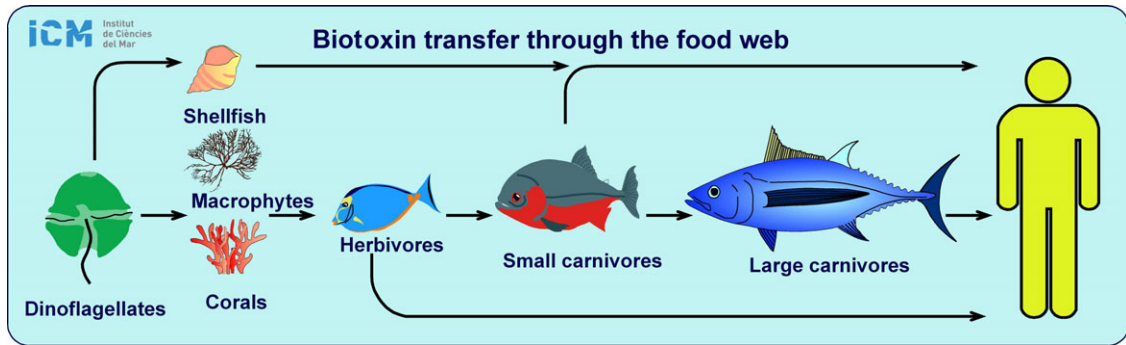 ICM
Institut
de Ciències
del Mar
Biotoxin transfer through the food web
Shellfish
Macrophytes
Herbivores
Small carnivores
Large carnivores
Dinoflagellates
Corals